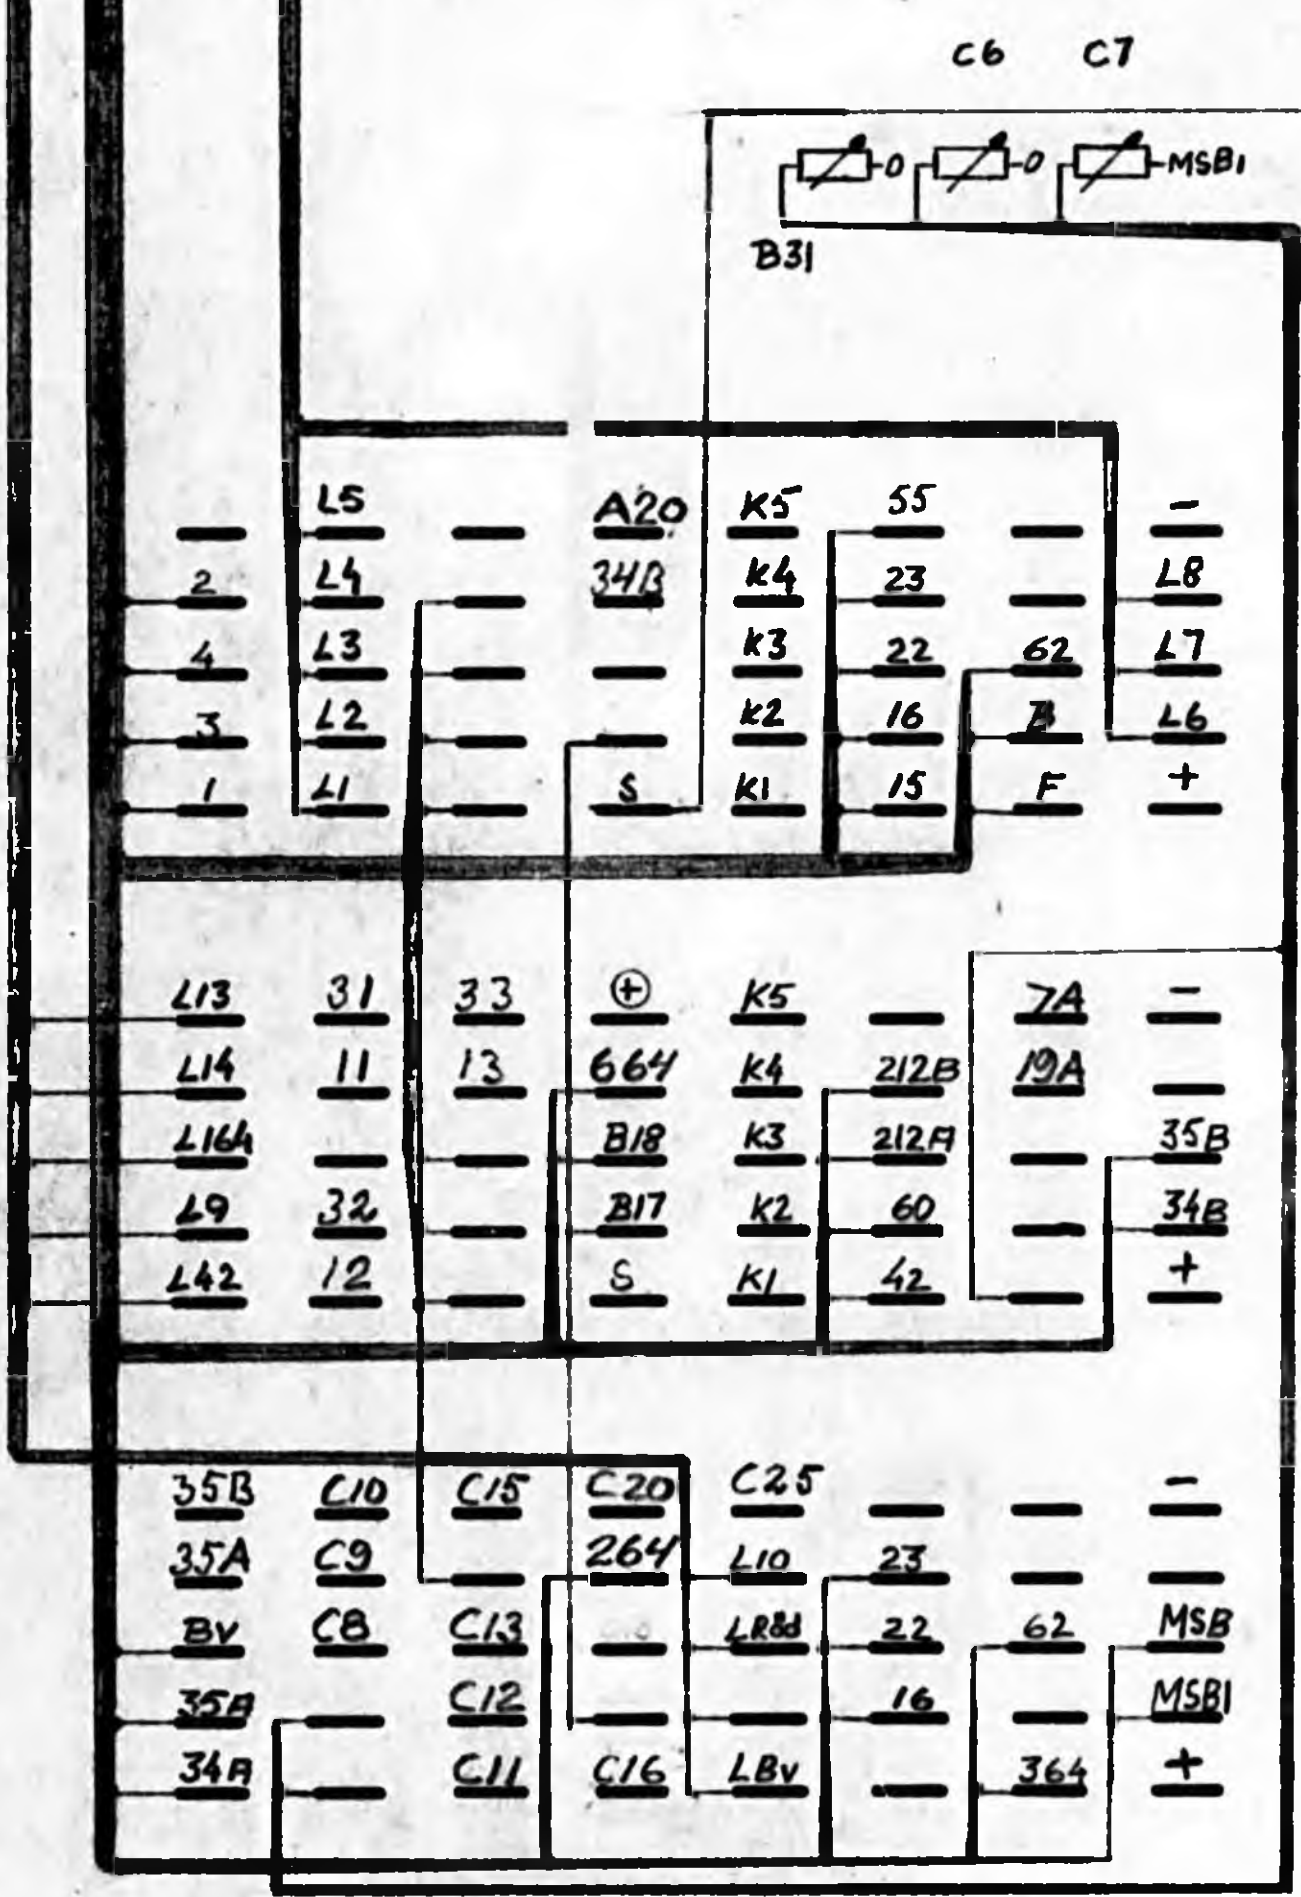 C6 C7
O O MSB1
B31
L5 A20 K5 55 -
2 L4 34B K4 23 L8
4 L3 K3 22 62 L7
3 L2 K2 16 B L6
1 L1 S K1 15 F +
L13 31 33 + K5 7A -
L14 11 13 664 K4 212B 19A
L164 B18 K3 212A 35B
L9 32 B17 K2 60 34B
L42 12 S K1 42 +
35B C10 C15 C20 C25 -
35A C9 264 L10 23
BV C8 C13 22 62 MSB
35A C12 16 MSB1
34A C11 C16 LBV 364 +